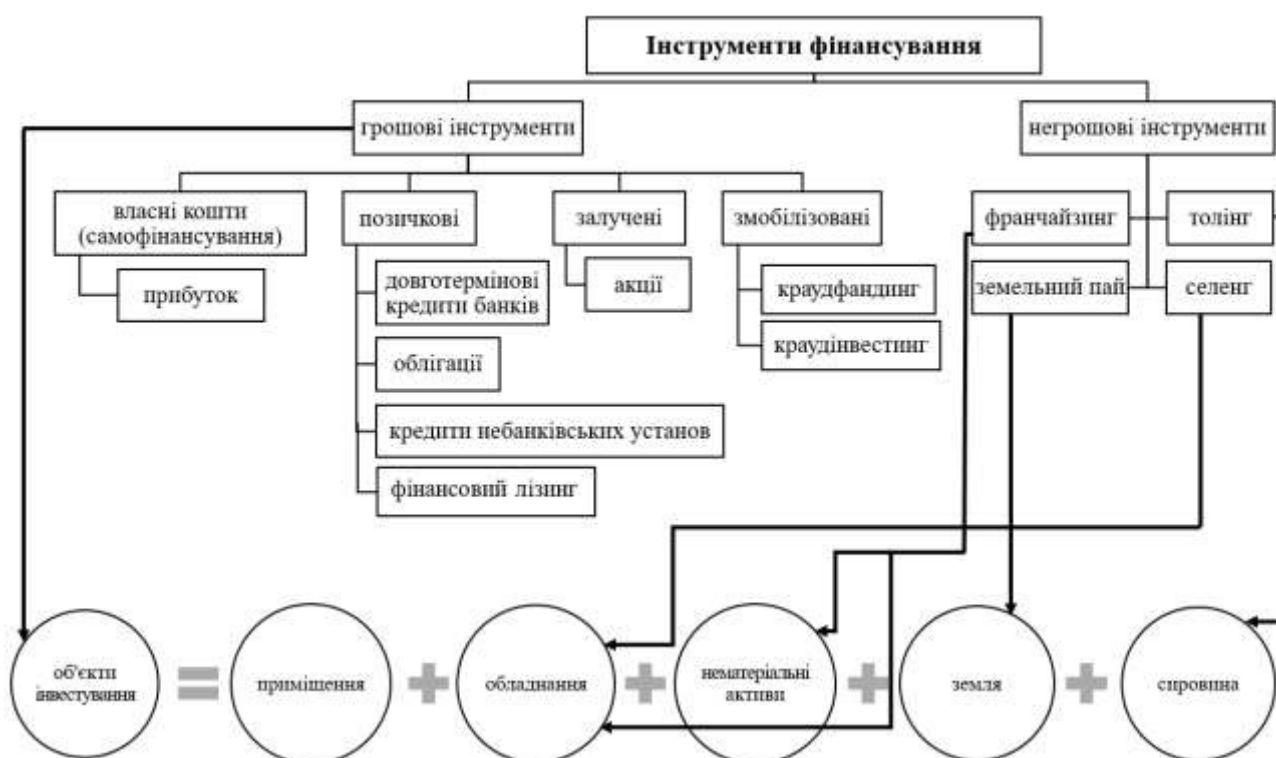 Інструменти фінансування
грошові інструменти
негрошові інструменти
власні кошти
(самофінансування)
позичкові
залучені
змобілізовані
франчайзинг
толінг
прибуток
довготермінові
кредити банків
акції
краудфандинг
земельний пай
селенг
краудінвестинг
облігації
кредити небанківських установ
фінансовий лізинг
об'єкти
інвестування
=
приміщення
+
обладнання
+
нематеріальні
активи
+
земля
+
сировина